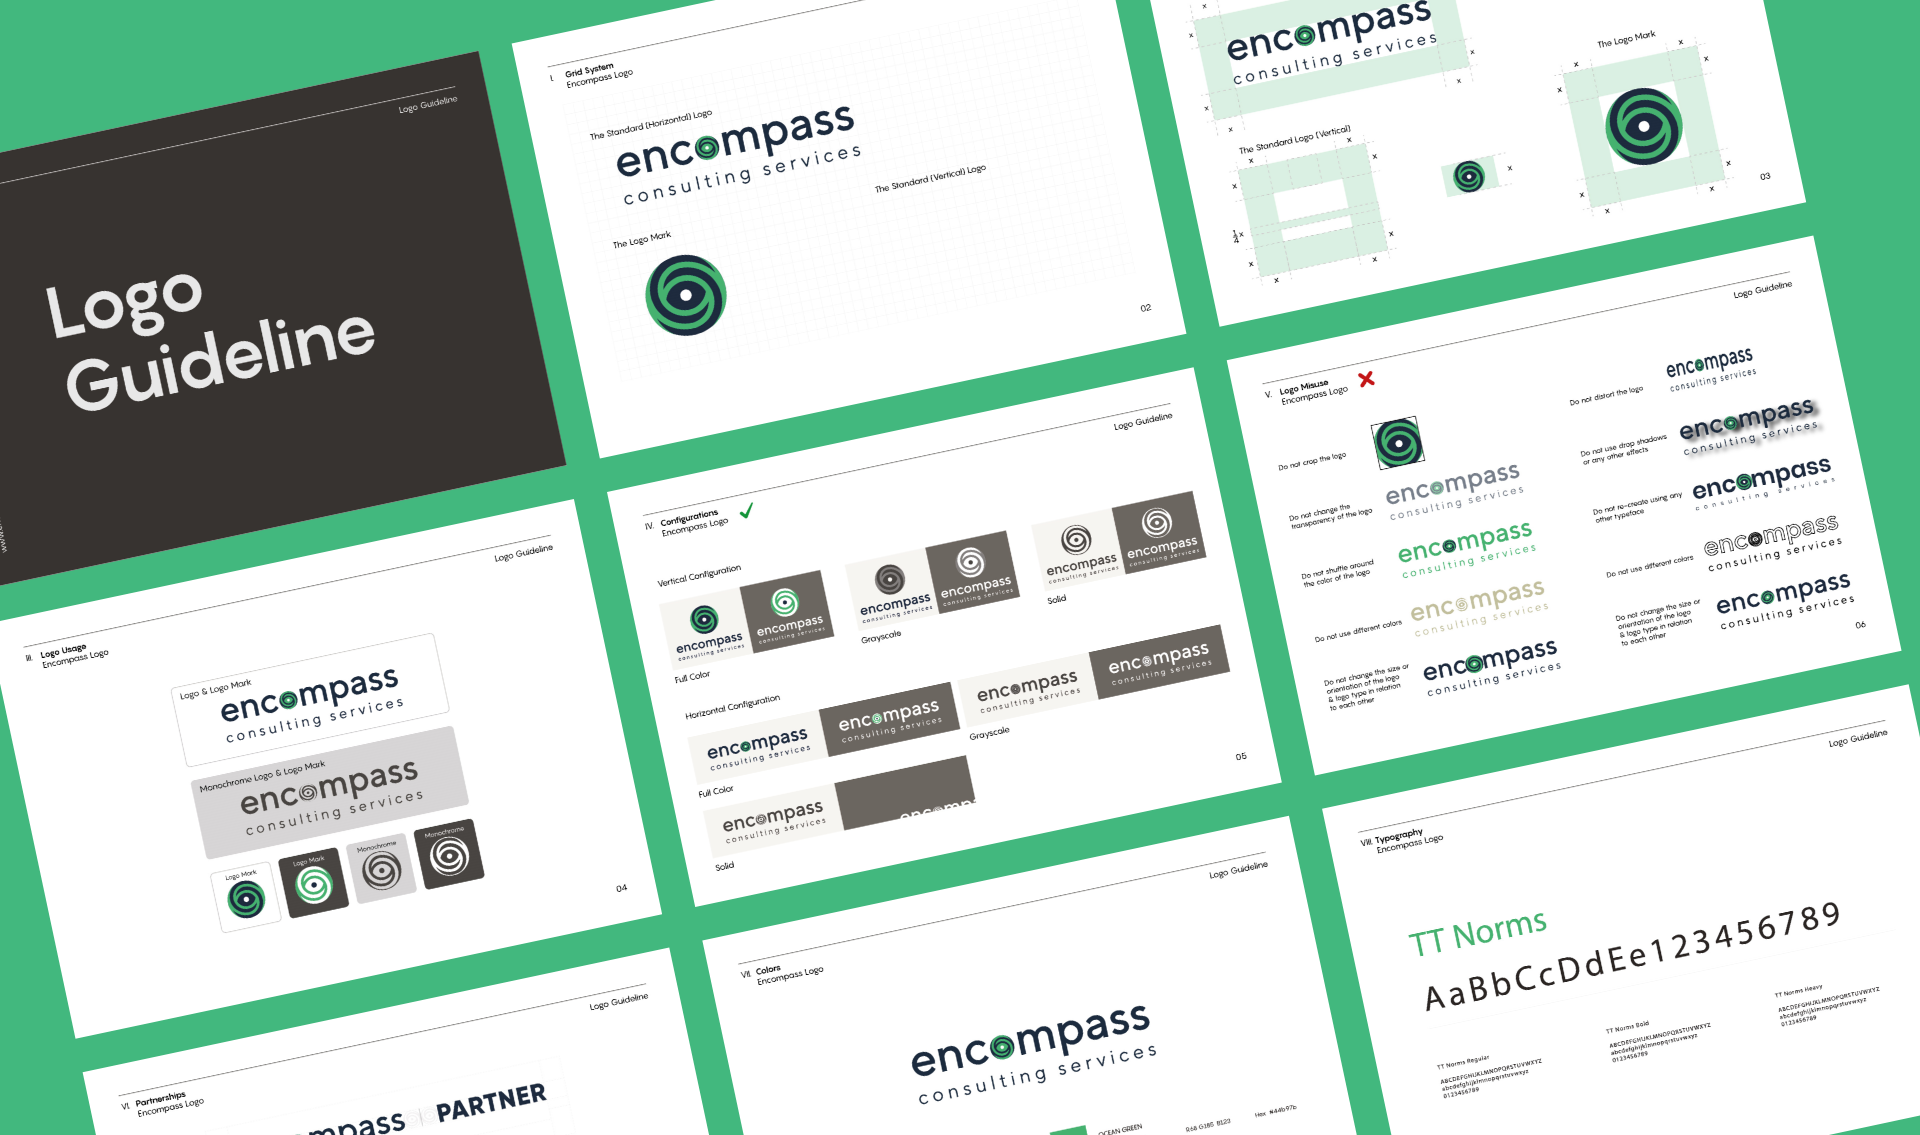 Logo Guideline
Logo
Guideline
I. Grid System
Encompass Logo
The Standard (Horizontal) Logo
encompass
consulting services
The Standard (Vertical) Logo
The Logo Mark
02
encompass
consulting services
The Logo Mark
The Standard Logo (Vertical)
x
03
III. Logo Usage
Encompass Logo
Logo Guideline
Logo & Logo Mark
encompass
consulting services
Monochrome Logo & Logo Mark
encompass
consulting services
Logo Mark
Logo Mark
Monochrome
Monochrome
04
IV. Configurations
Encompass Logo
Logo Guideline
Vertical Configuration
encompass
consulting services
encompass
consulting services
Full Color
encompass
consulting services
encompass
consulting services
Grayscale
encompass
consulting services
encompass
consulting services
Solid
Horizontal Configuration
encompass
consulting services
encompass
consulting services
Full Color
encompass
consulting services
encompass
consulting services
Grayscale
encompass
consulting services
Solid
05
V. Logo Misuse
Encompass Logo
Logo Guideline
Do not crop the logo
Do not change the
transparency of the logo
encompass
consulting services
Do not shuffle around
the color of the logo
encompass
consulting services
Do not use different colors
encompass
consulting services
Do not change the size or
orientation of the logo
& logo type in relation
to each other
encompass
consulting services
Do not distort the logo
encompass
consulting services
Do not use drop shadows
or any other effects
encompass
consulting services
Do not re-create using any
other typeface
encompass
consulting services
Do not use different colors
encompass
consulting services
Do not change the size or
orientation of the logo
& logo type in relation
to each other
encompass
consulting services
06
VI. Partnerships
Encompass Logo
Logo Guideline
PARTNER
VII. Colors
Encompass Logo
Logo Guideline
encompass
consulting services
OCEAN GREEN
R68 G185 B123
Hex #44b97b
VIII. Typography
Encompass Logo
Logo Guideline
TT Norms
AaBbCcDdEe123456789
TT Norms Regular
ABCDEFGHIJKLMNOPQRSTUVWXYZ
abcdefghijklmnopqrstuvwxyz
0123456789
TT Norms Bold
ABCDEFGHIJKLMNOPQRSTUVWXYZ
abcdefghijklmnopqrstuvwxyz
0123456789
TT Norms Heavy
ABCDEFGHIJKLMNOPQRSTUVWXYZ
abcdefghijklmnopqrstuvwxyz
0123456789